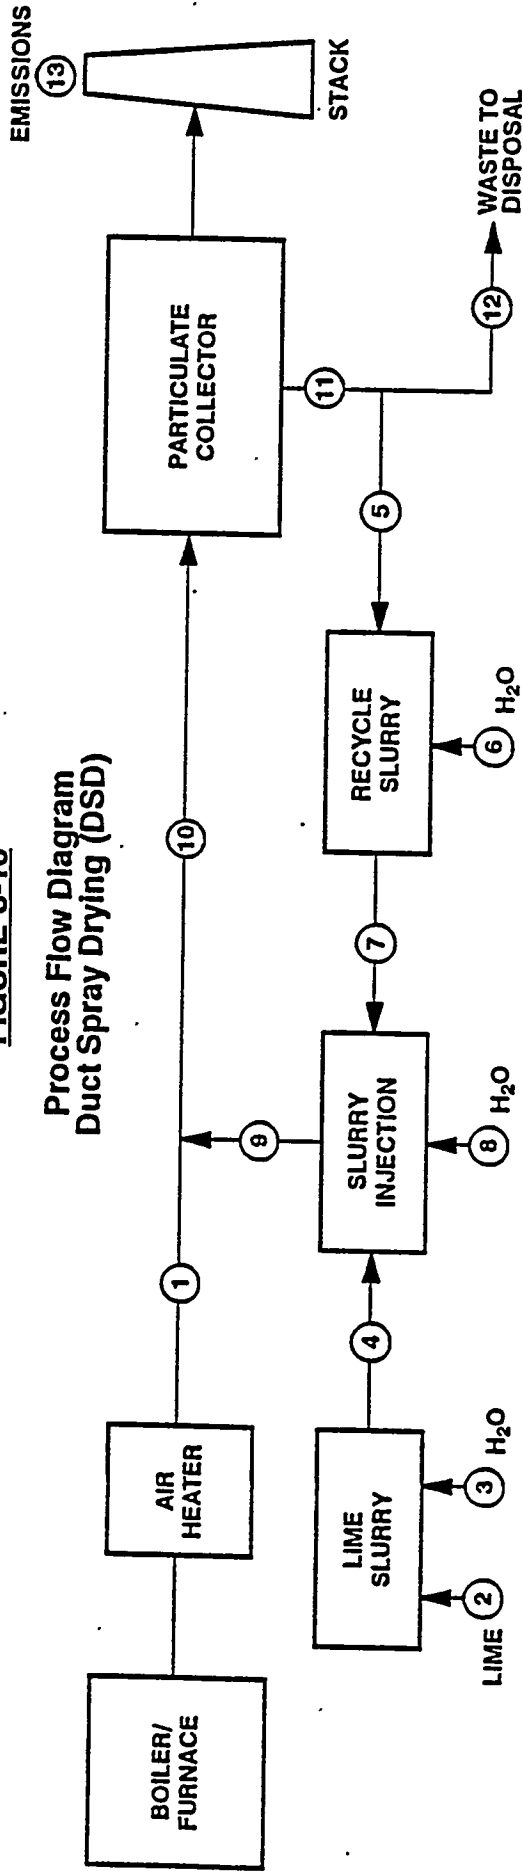 Process Flow Diagram
Duct Spray Drying (DSD)
BOILER/
FURNACE
AIR
HEATER
1
10
PARTICULATE
COLLECTOR
EMISSIONS
13
STACK
9
11
LIME
SLURRY
4
SLURRY
INJECTION
7
RECYCLE
SLURRY
5
LIME 2
3 H₂O
8 H₂O
6 H₂O
12
WASTE TO
DISPOSAL